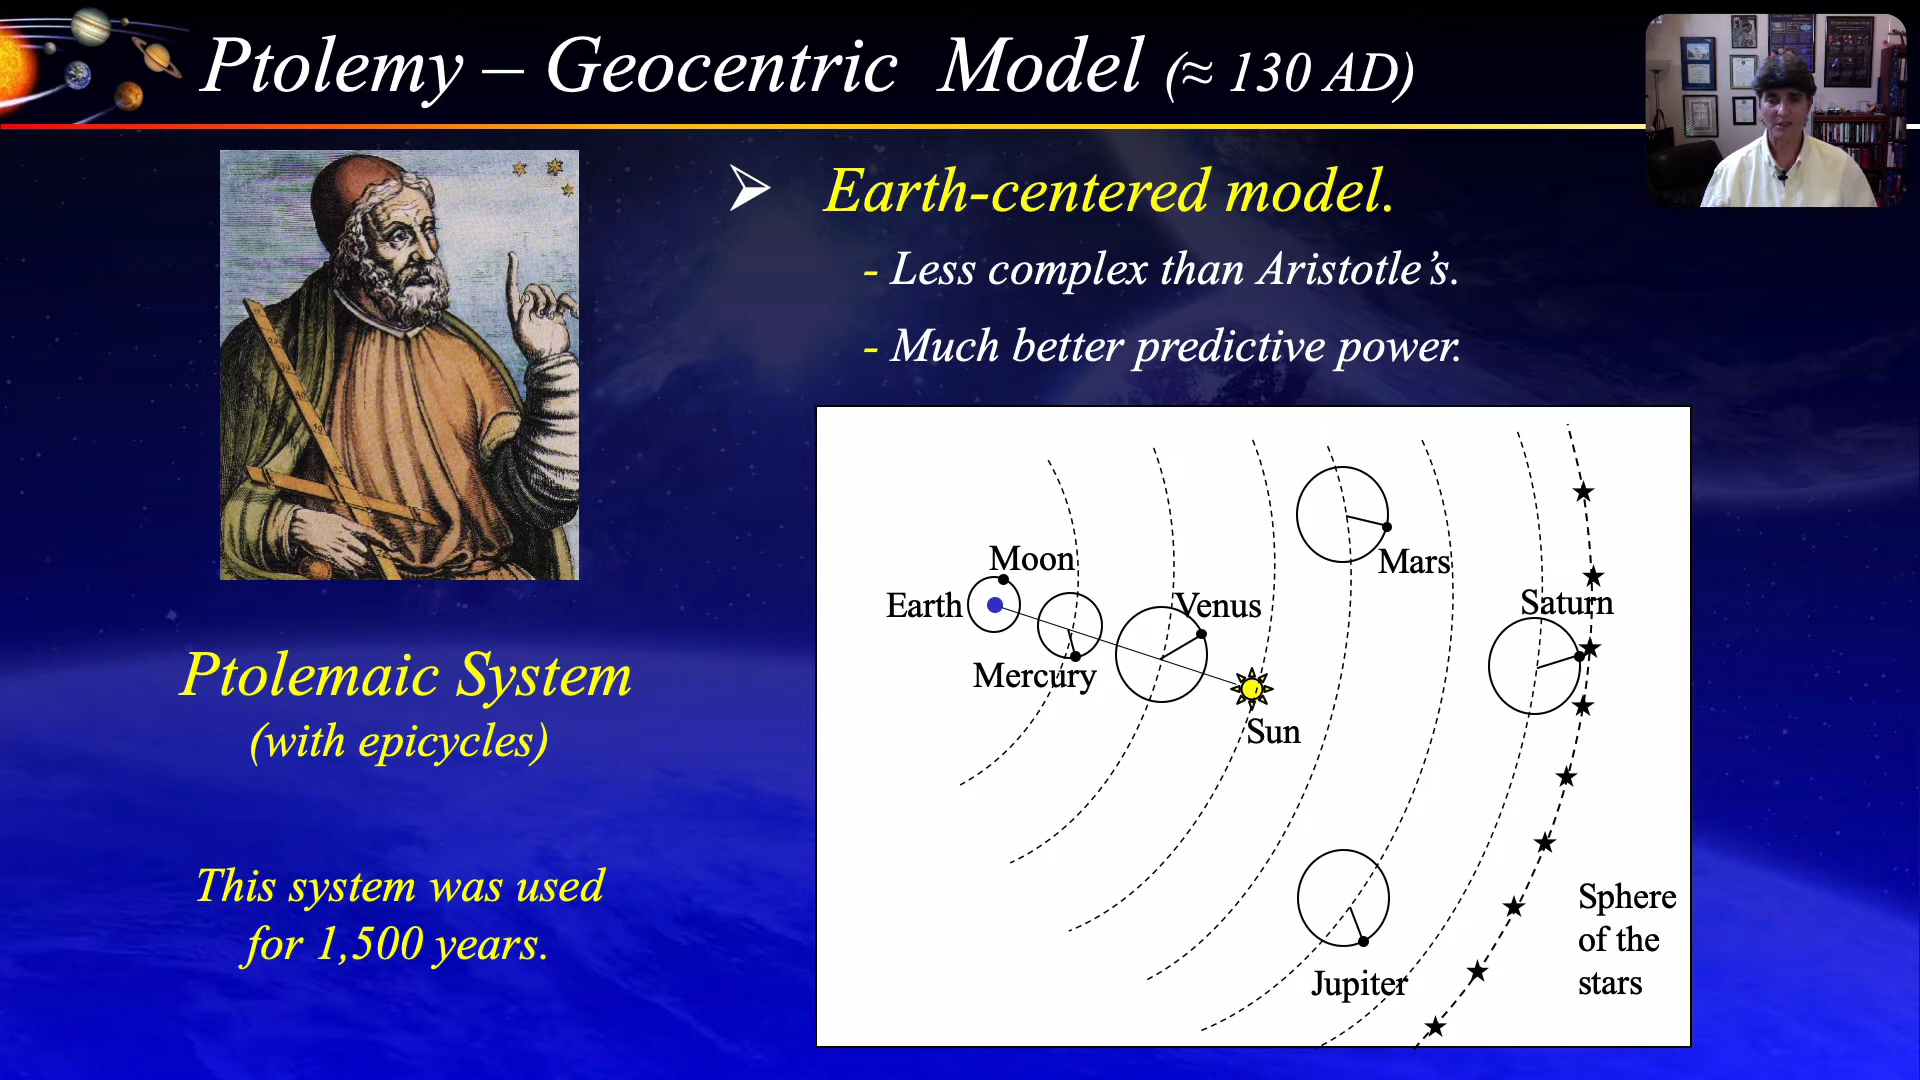 Ptolemy – Geocentric Model (≈ 130 AD)
➢ Earth-centered model.
- Less complex than Aristotle’s.
- Much better predictive power.
Ptolemaic System
(with epicycles)
This system was used
for 1,500 years.
Moon
Earth
Mercury
Venus
Sun
Mars
Saturn
Jupiter
Sphere
of the
stars